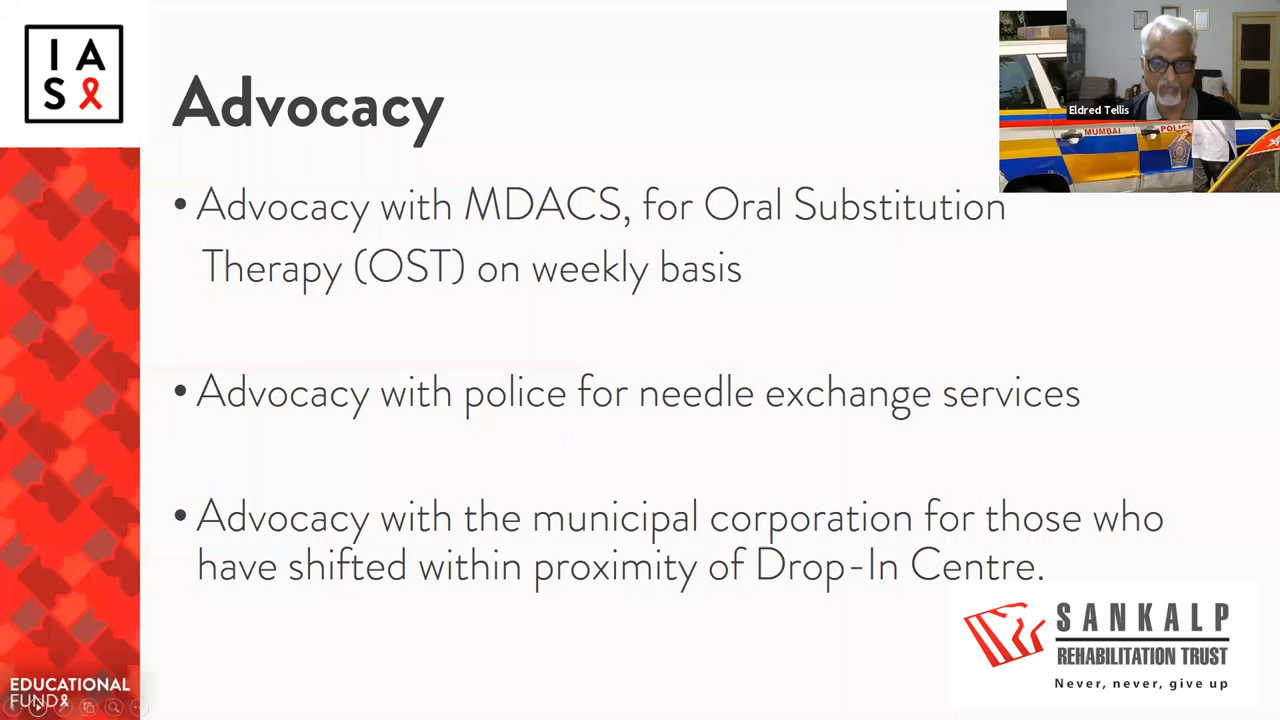 IA
S
Advocacy
Eldred Tellis
MUMBAI
POLIC
• Advocacy with MDACS, for Oral Substitution
Therapy (OST) on weekly basis
• Advocacy with police for needle exchange services
• Advocacy with the municipal corporation for those who
have shifted within proximity of Drop-In Centre.
SANKALP
REHABILITATION TRUST
Never, never, give up
EDUCATIONAL
FUND